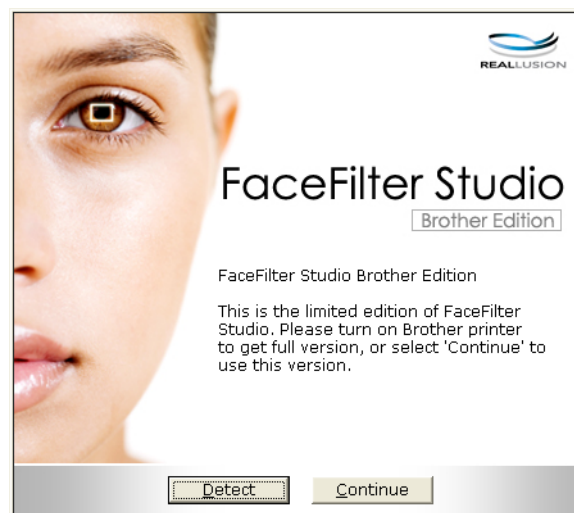 REALLUSION
FaceFilter Studio
Brother Edition
FaceFilter Studio Brother Edition
This is the limited edition of FaceFilter
Studio. Please turn on Brother printer
to get full version, or select 'Continue' to
use this version.
Detect
Continue